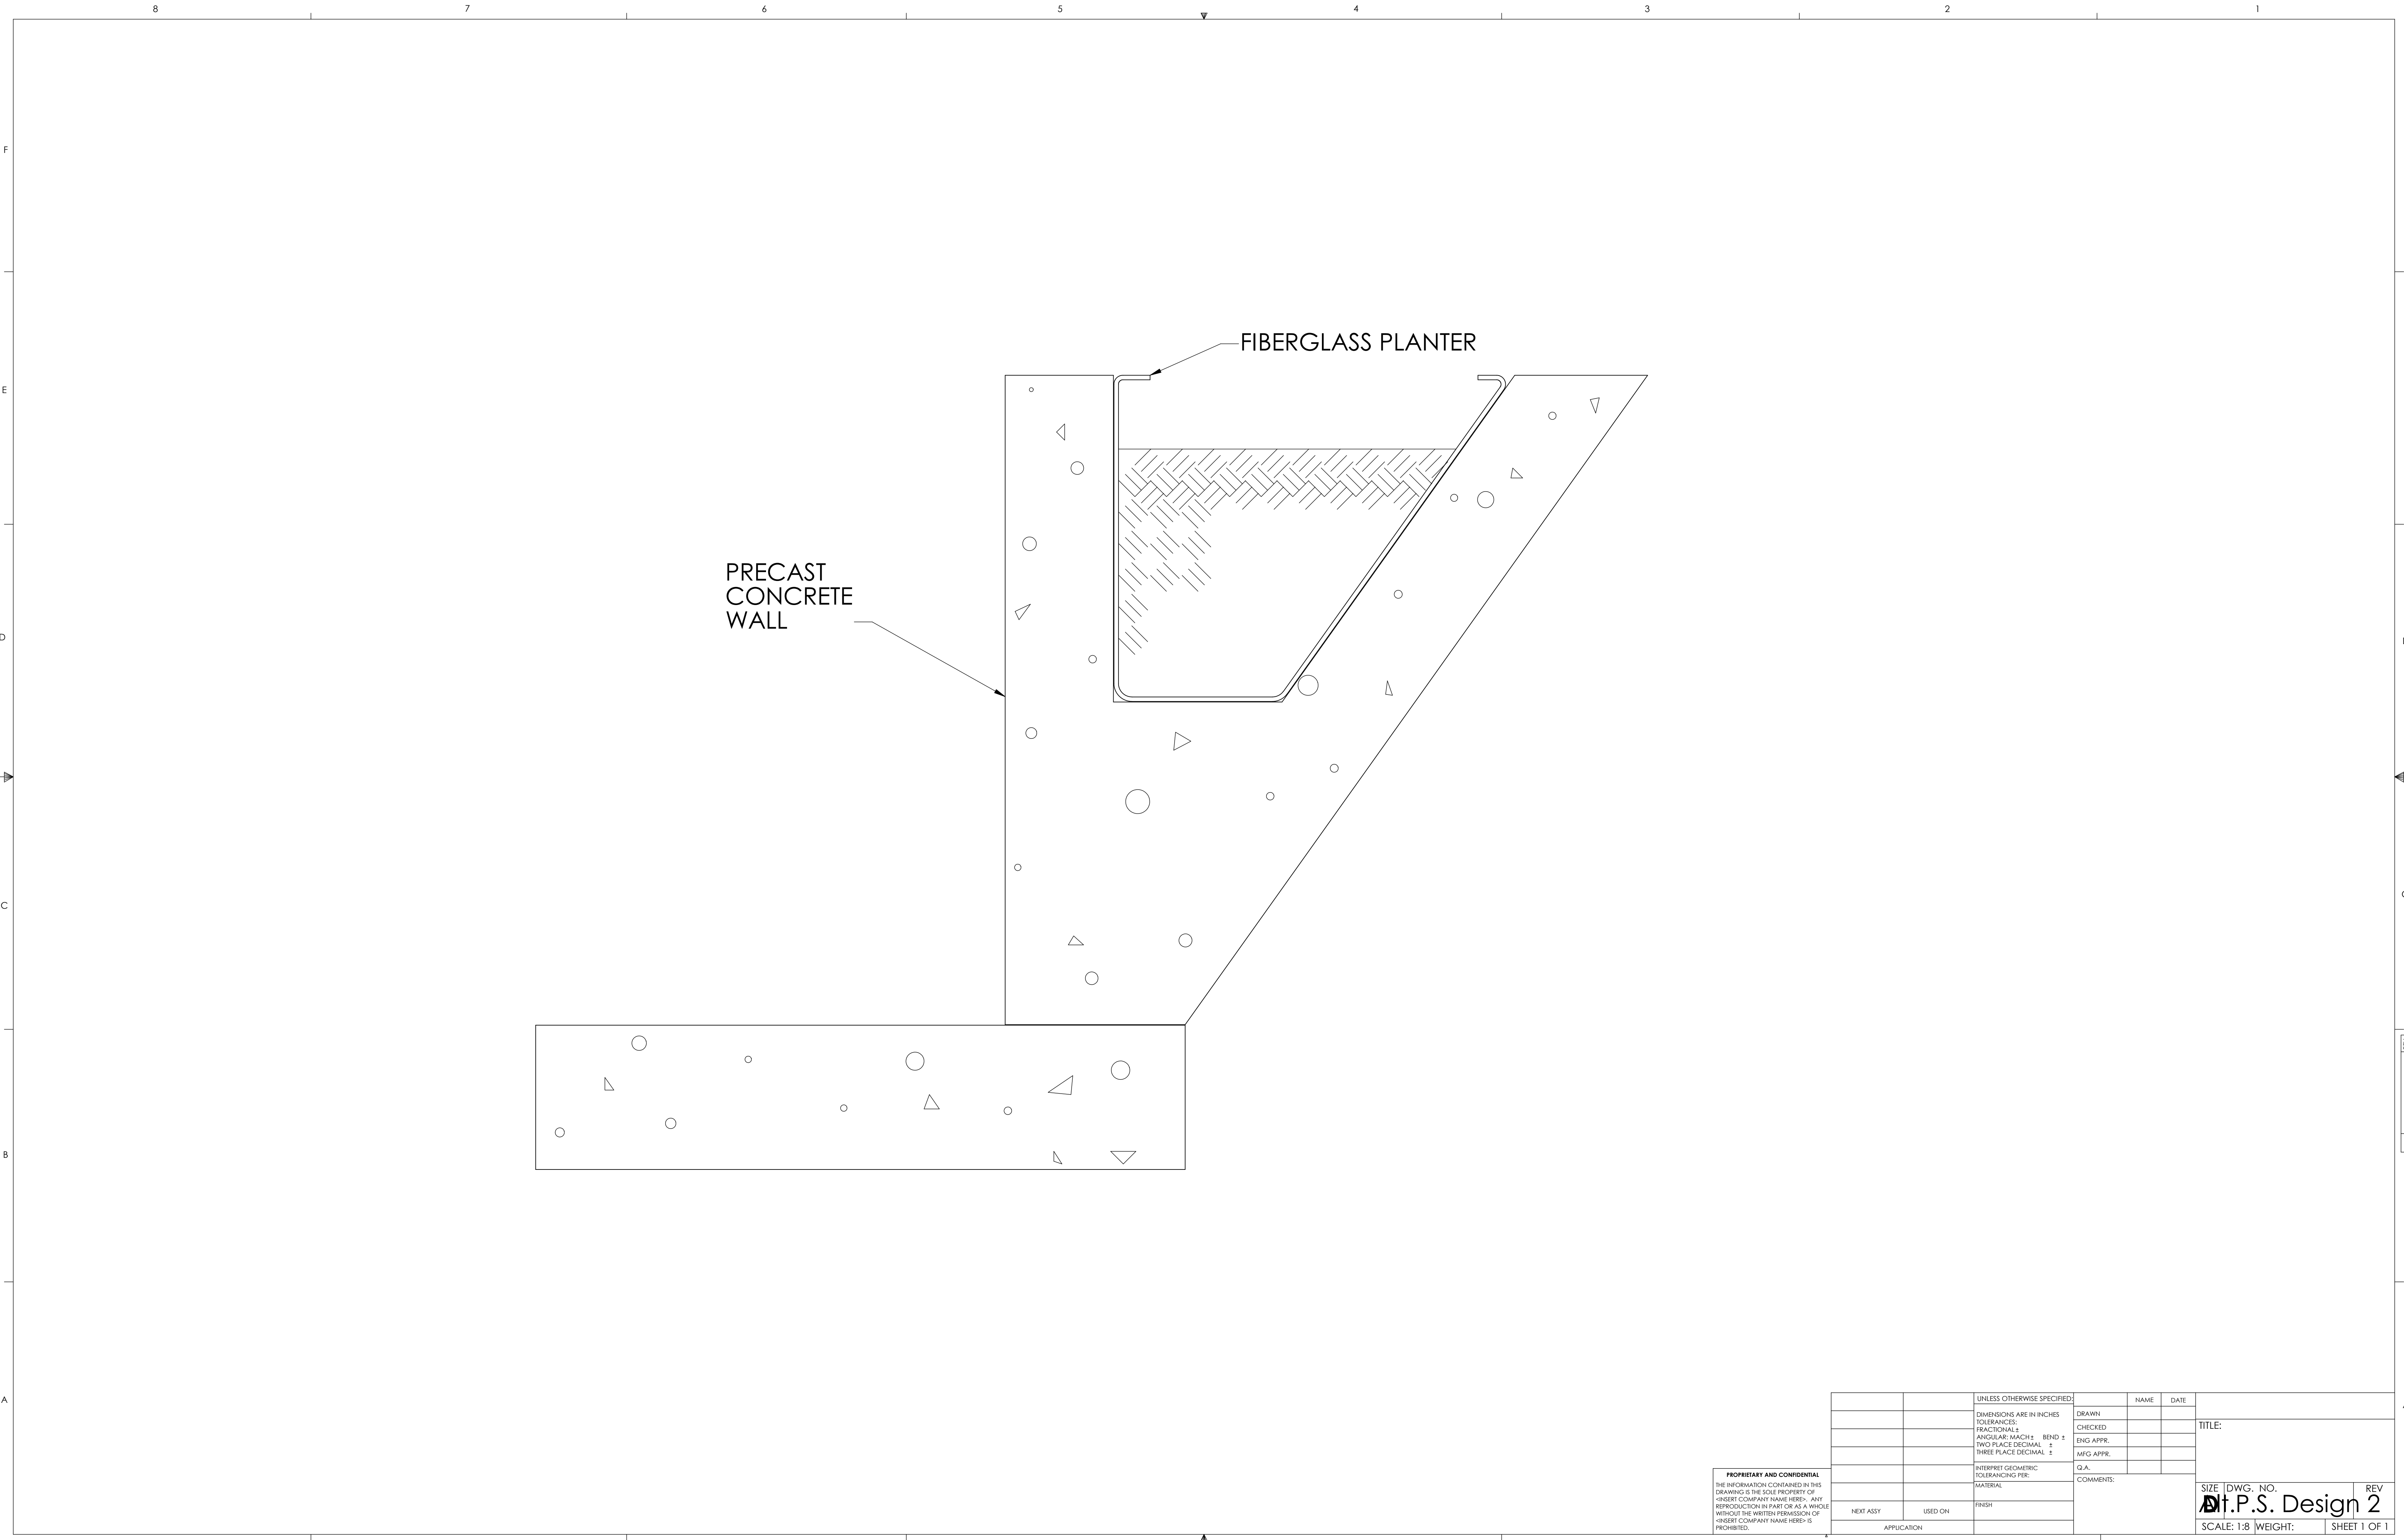 8 7 6 5 4 3 2 1
F
E
D
C
B
A
FIBERGLASS PLANTER
PRECAST
CONCRETE
WALL
PROPRIETARY AND CONFIDENTIAL
THE INFORMATION CONTAINED IN THIS
DRAWING IS THE SOLE PROPERTY OF
<INSERT COMPANY NAME HERE>. ANY
REPRODUCTION IN PART OR AS A WHOLE
WITHOUT THE WRITTEN PERMISSION OF
<INSERT COMPANY NAME HERE> IS
PROHIBITED.
NEXT ASSY USED ON
APPLICATION
UNLESS OTHERWISE SPECIFIED:
DIMENSIONS ARE IN INCHES
TOLERANCES:
FRACTIONAL ±
ANGULAR: MACH ± BEND ±
TWO PLACE DECIMAL ±
THREE PLACE DECIMAL ±
INTERPRET GEOMETRIC
TOLERANCING PER:
MATERIAL
FINISH
NAME DATE
DRAWN
CHECKED
ENG APPR.
MFG APPR.
Q.A.
COMMENTS:
TITLE:
SIZE DWG. NO. REV
D
Alt.P.S. Design 2
SCALE: 1:8 WEIGHT: SHEET 1 OF 1